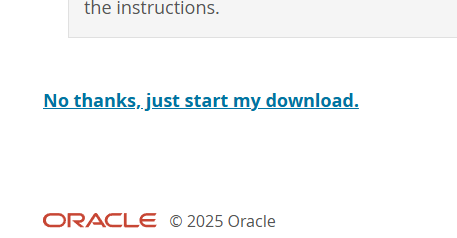 the instructions.
No thanks, just start my download.
ORACLE © 2025 Oracle